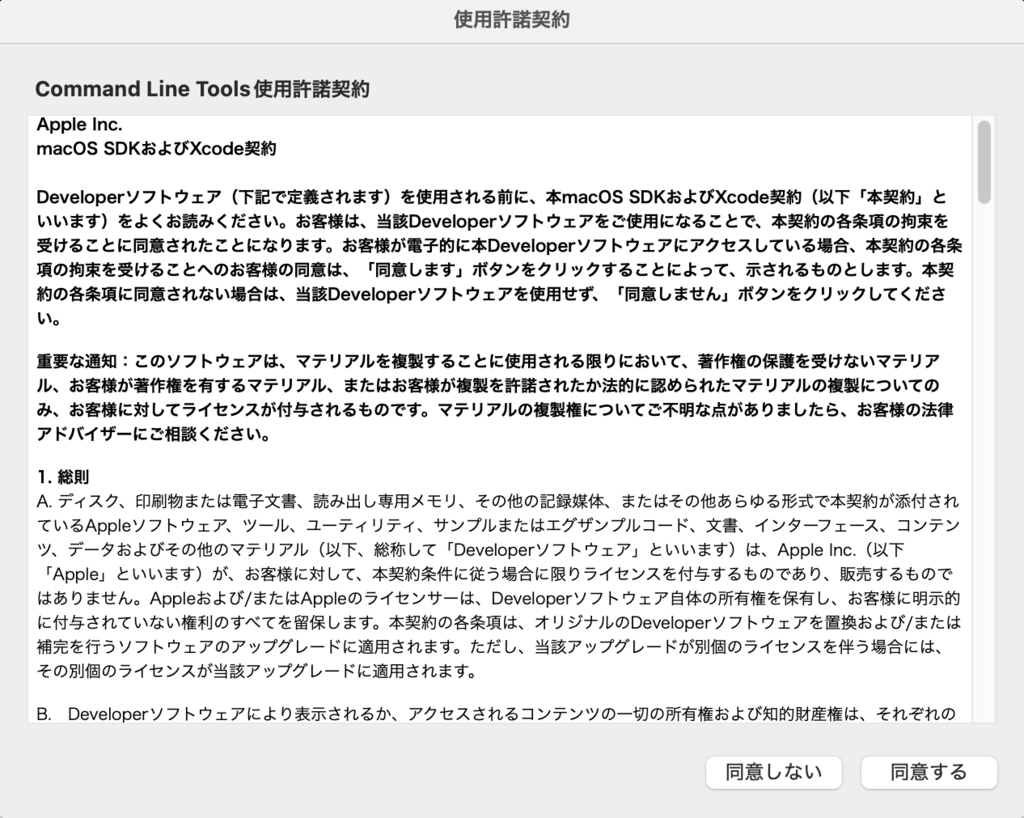 使用許諾契約
Command Line Tools使用許諾契約
Apple Inc.
macOS SDKおよびXcode契約
Developerソフトウェア（下記で定義されます）を使用される前に、本macOS SDKおよびXcode契約（以下「本契約」と
いいます）をよくお読みください。お客様は、当該Developerソフトウェアをご使用になることで、本契約の各条項の拘束を
受けることに同意されたことになります。お客様が電子的に本Developerソフトウェアにアクセスしている場合、本契約の各条
項の拘束を受けることへのお客様の同意は、「同意します」ボタンをクリックすることによって、示されるものとします。本契
約の各条項に同意されない場合は、当該Developerソフトウェアを使用せず、「同意しません」ボタンをクリックしてくださ
い。
重要な通知：このソフトウェアは、マテリアルを複製することに使用される限りにおいて、著作権の保護を受けないマテリア
ル、お客様が著作権を有するマテリアル、またはお客様が複製を許諾されたか法的に認められたマテリアルの複製についての
み、お客様に対してライセンスが付与されるものです。マテリアルの複製権についてご不明な点がありましたら、お客様の法律
アドバイザーにご相談ください。
1. 総則
A. ディスク、印刷物または電子文書、読み出し専用メモリ、その他の記録媒体、またはその他あらゆる形式で本契約が添付され
ているAppleソフトウェア、ツール、ユーティリティ、サンプルまたはエグザンプルコード、文書、インターフェース、コンテン
ツ、データおよびその他のマテリアル（以下、総称して「Developerソフトウェア」といいます）は、Apple Inc.（以下
「Apple」といいます）が、お客様に対して、本契約条件に従う場合に限りライセンスを付与するものであり、販売するもので
はありません。Appleおよび/またはAppleのライセンサーは、Developerソフトウェア自体の所有権を保有し、お客様に明示的
に付与されていない権利のすべてを留保します。本契約の各条項は、オリジナルのDeveloperソフトウェアを置換および/または
補完を行うソフトウェアのアップグレードに適用されます。ただし、当該アップグレードが別個のライセンスを伴う場合には、
その別個のライセンスが当該アップグレードに適用されます。
B. Developerソフトウェアにより表示されるか、アクセスされるコンテンツの一切の所有権および知的財産権は、それぞれの
同意しない
同意する